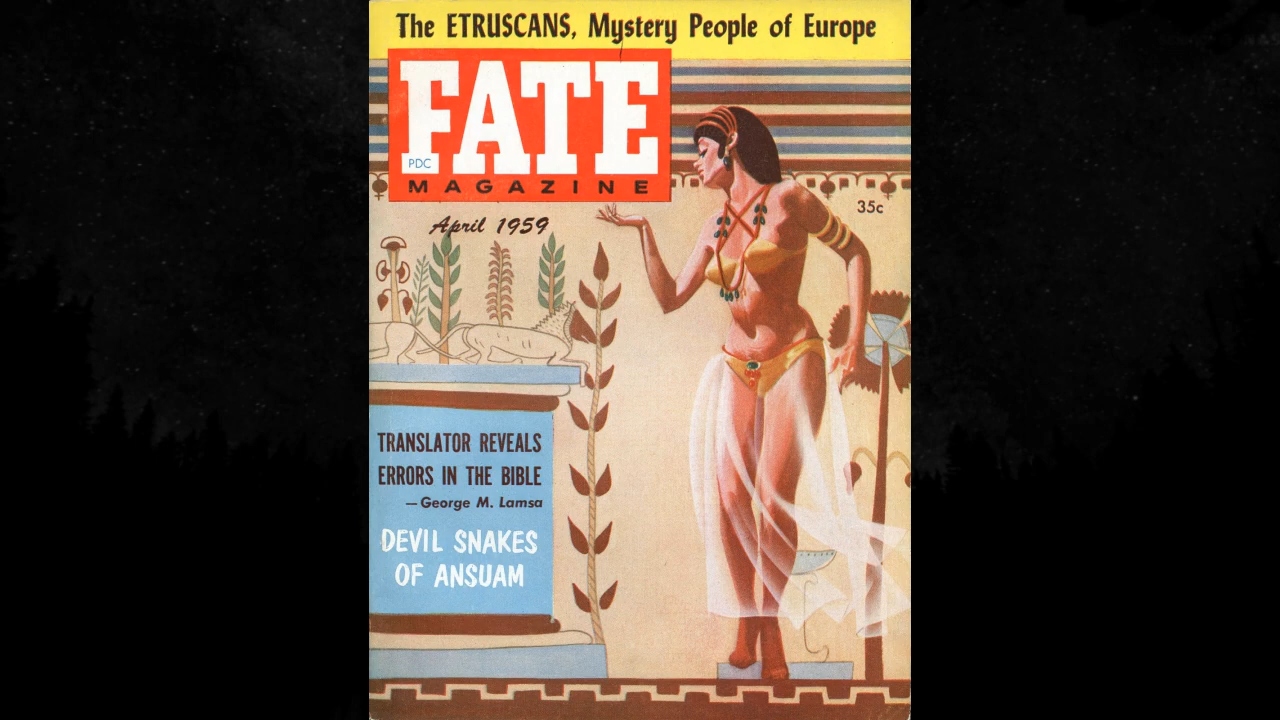 The ETRUSCANS, Mystery People of Europe
FATE
PDC
MAGAZINE
April 1959
35c
TRANSLATOR REVEALS
ERRORS IN THE BIBLE
—George M. Lamsa
DEVIL SNAKES
OF ANSUAM